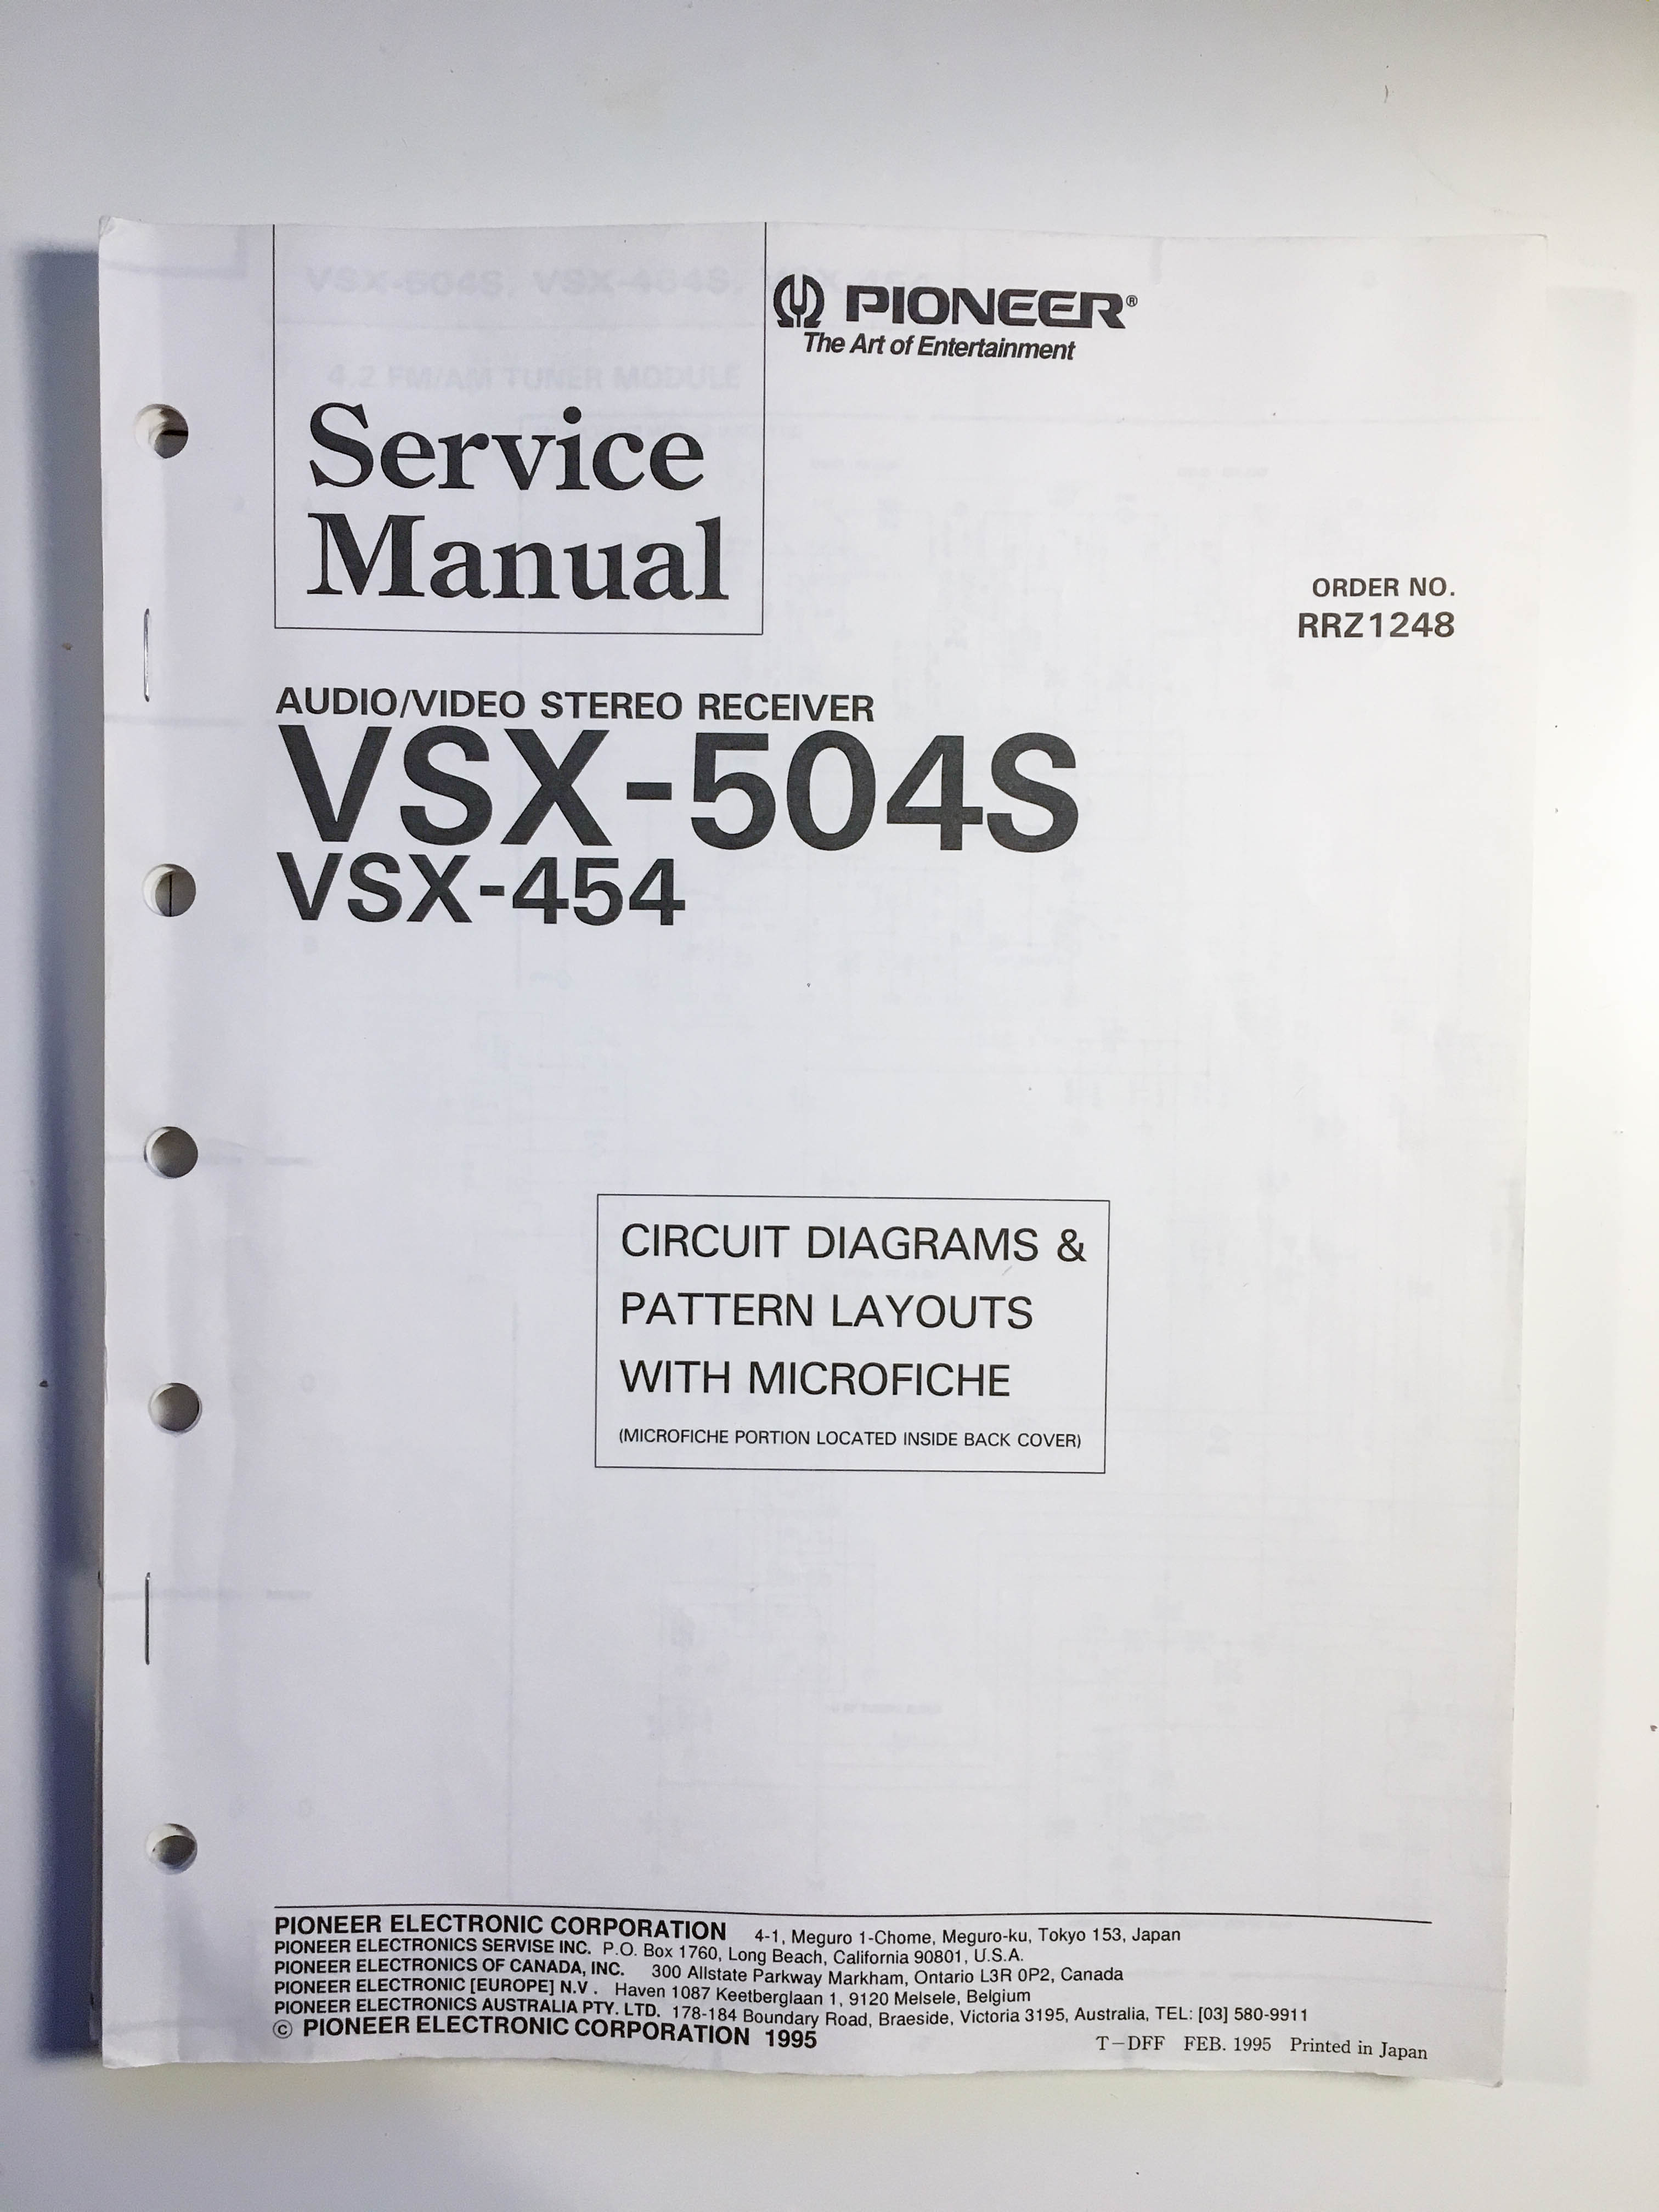 PIONEER®
The Art of Entertainment
Service
Manual
ORDER NO.
RRZ1248
AUDIO/VIDEO STEREO RECEIVER
VSX-504S
VSX-454
CIRCUIT DIAGRAMS &
PATTERN LAYOUTS
WITH MICROFICHE
(MICROFICHE PORTION LOCATED INSIDE BACK COVER)
PIONEER ELECTRONIC CORPORATION 4-1, Meguro 1-Chome, Meguro-ku, Tokyo 153, Japan
PIONEER ELECTRONICS SERVISE INC. P.O. Box 1760, Long Beach, California 90801, U.S.A.
PIONEER ELECTRONICS OF CANADA, INC. 300 Allstate Parkway Markham, Ontario L3R 0P2, Canada
PIONEER ELECTRONIC [EUROPE] N.V. Haven 1087 Keetberglaan 1, 9120 Melsele, Belgium
PIONEER ELECTRONICS AUSTRALIA PTY. LTD. 178-184 Boundary Road, Braeside, Victoria 3195, Australia, TEL: [03] 580-9911
© PIONEER ELECTRONIC CORPORATION 1995
T-DFF FEB. 1995 Printed in Japan